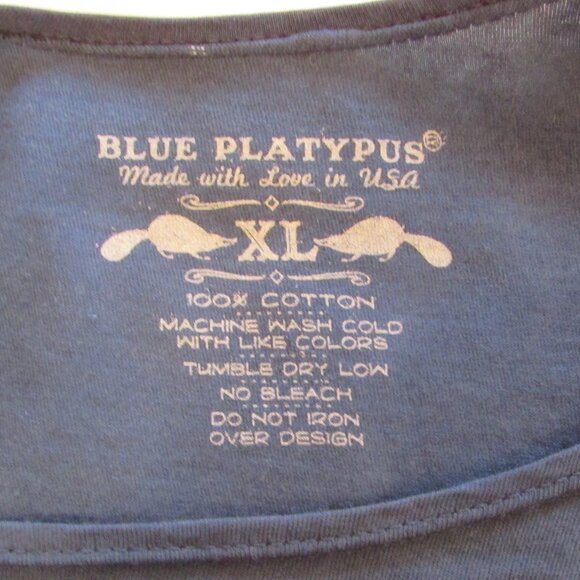 BLUE PLATYPUS®
Made with Love in USA
XL
100% COTTON
MACHINE WASH COLD
WITH LIKE COLORS
TUMBLE DRY LOW
NO BLEACH
DO NOT IRON
OVER DESIGN